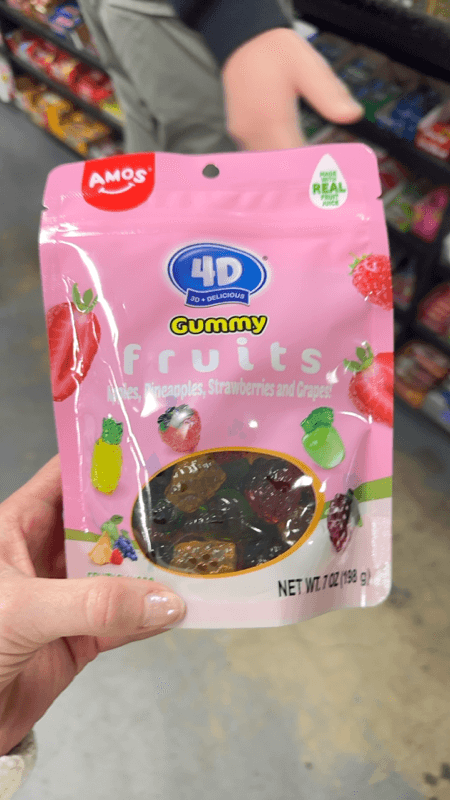 AMOS
MADE
WITH
REAL
FRUIT
JUICE
4D
3D + DELICIOUS
Gummy
fruits
Pineapples, Strawberries and Grapes!
NET WT. 7 OZ (198 g)